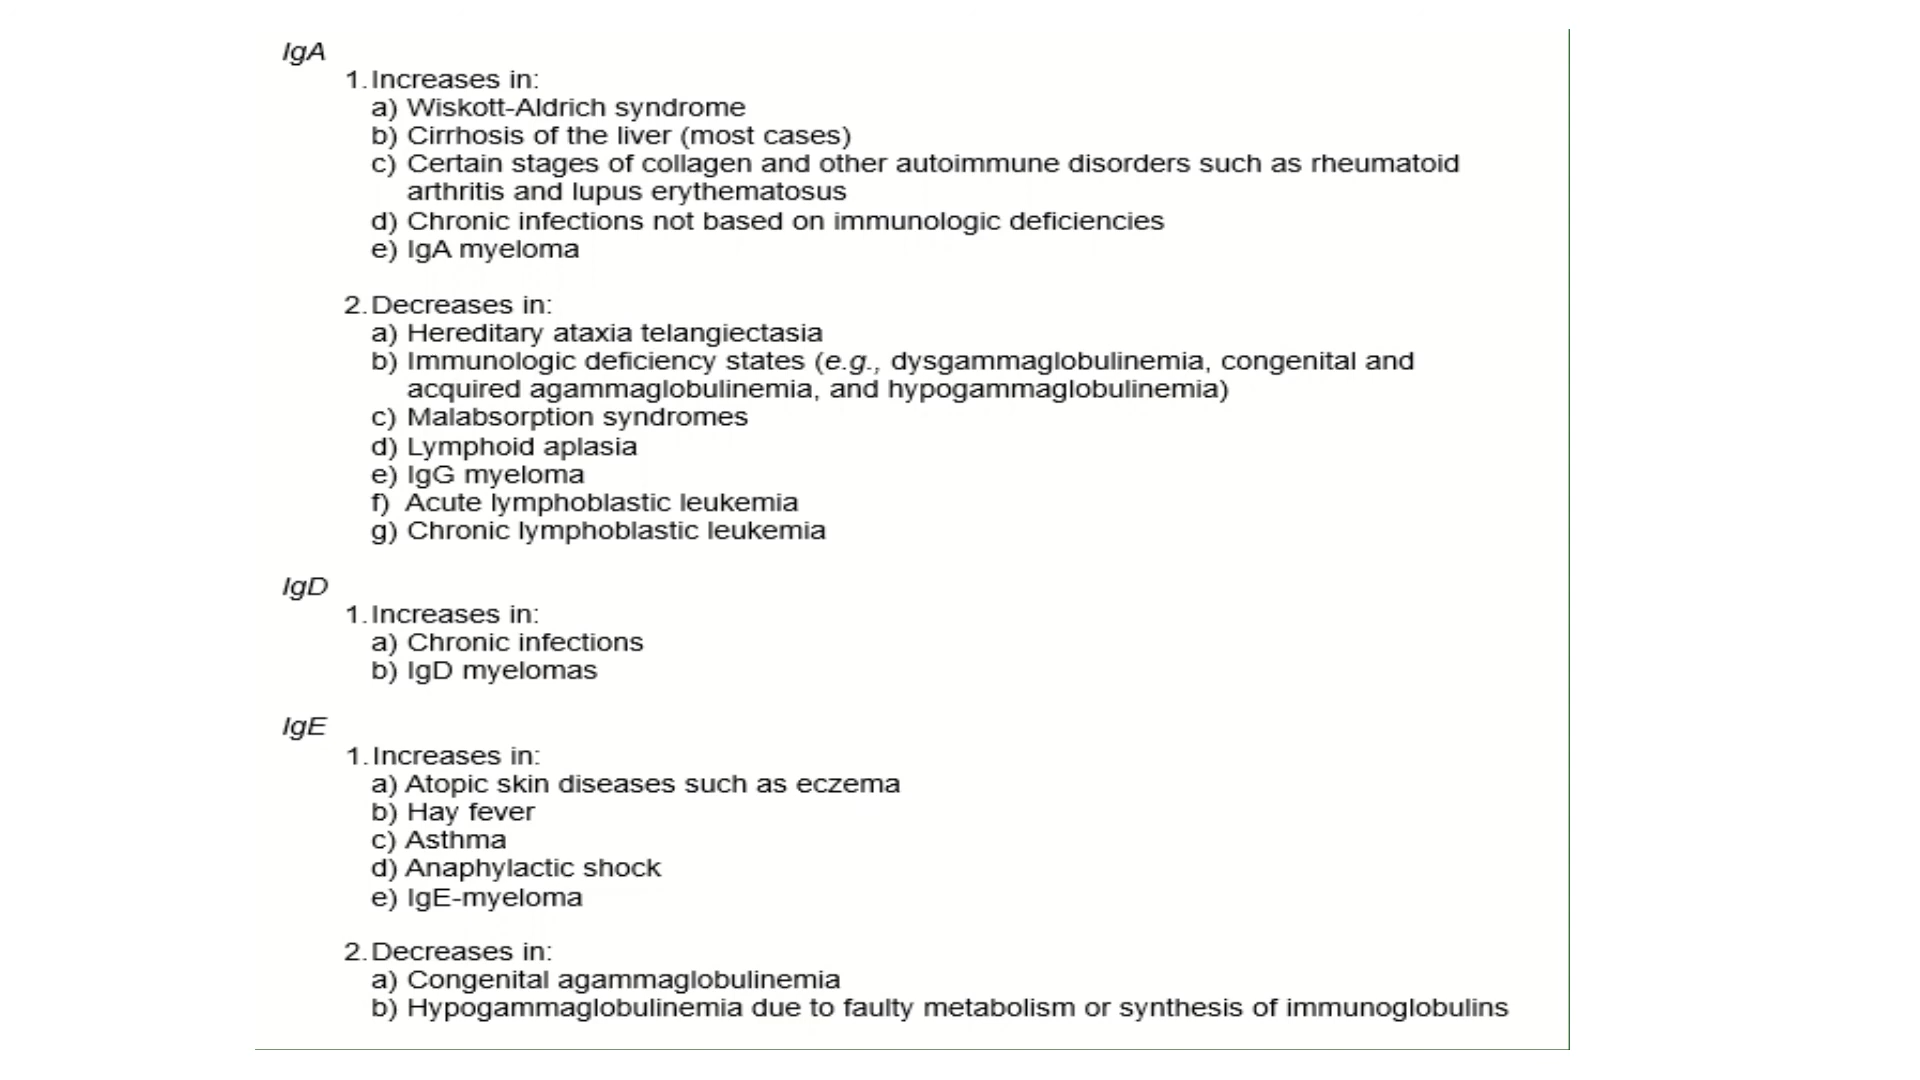 IgA
1. Increases in:
a) Wiskott-Aldrich syndrome
b) Cirrhosis of the liver (most cases)
c) Certain stages of collagen and other autoimmune disorders such as rheumatoid
arthritis and lupus erythematosus
d) Chronic infections not based on immunologic deficiencies
e) IgA myeloma
2. Decreases in:
a) Hereditary ataxia telangiectasia
b) Immunologic deficiency states (e.g., dysgammaglobulinemia, congenital and
acquired agammaglobulinemia, and hypogammaglobulinemia)
c) Malabsorption syndromes
d) Lymphoid aplasia
e) IgG myeloma
f) Acute lymphoblastic leukemia
g) Chronic lymphoblastic leukemia
IgD
1. Increases in:
a) Chronic infections
b) IgD myelomas
IgE
1. Increases in:
a) Atopic skin diseases such as eczema
b) Hay fever
c) Asthma
d) Anaphylactic shock
e) IgE-myeloma
2. Decreases in:
a) Congenital agammaglobulinemia
b) Hypogammaglobulinemia due to faulty metabolism or synthesis of immunoglobulins